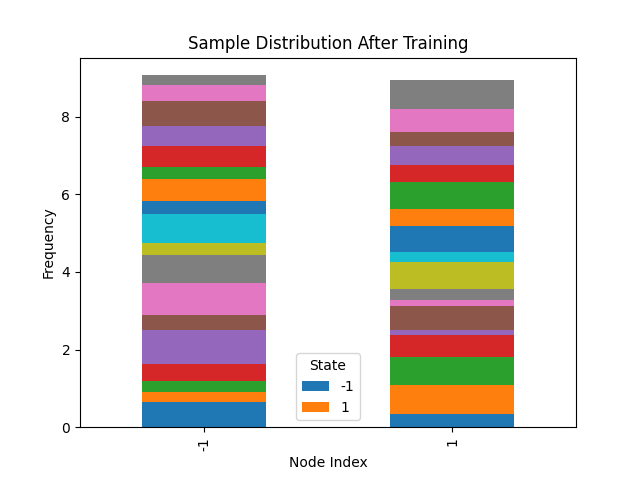 Sample Distribution After Training
Frequency
8
6
4
2
0
State
-1
1
-1
1
Node Index